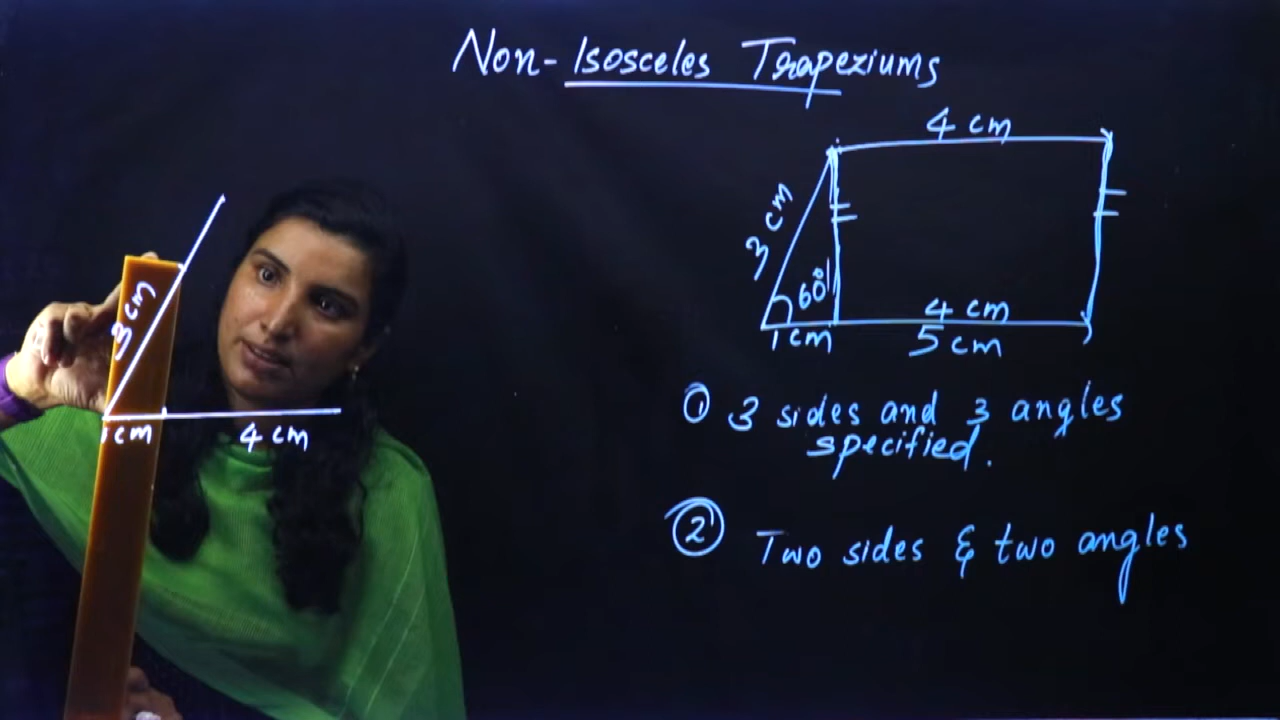 Non-Isosceles Trapeziums
4 cm
3 cm
60°
4 cm
1 cm
5 cm
3 cm
cm
4 cm
① 3 sides and 3 angles
specified.
② Two sides & two angles